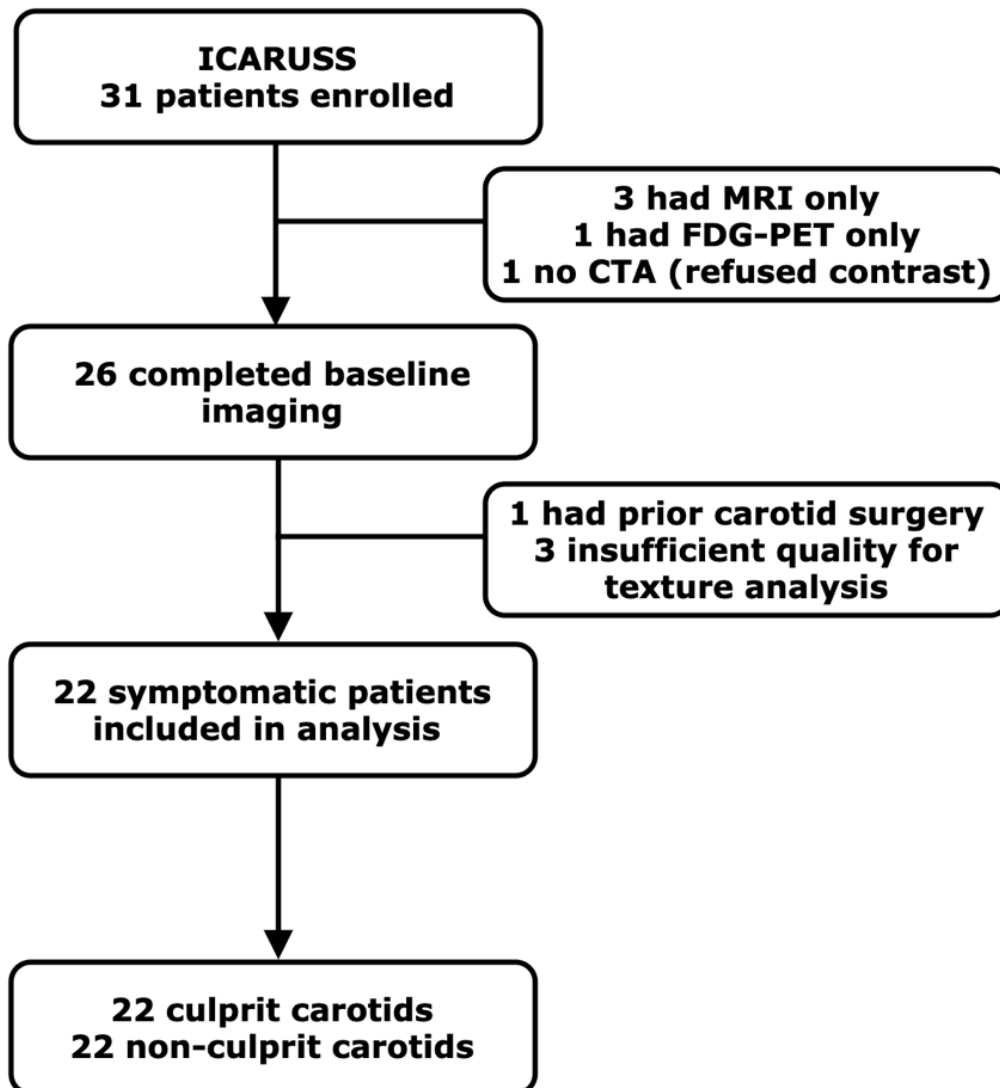 ICARUSS
31 patients enrolled
3 had MRI only
1 had FDG-PET only
1 no CTA (refused contrast)
26 completed baseline
imaging
1 had prior carotid surgery
3 insufficient quality for
texture analysis
22 symptomatic patients
included in analysis
22 culprit carotids
22 non-culprit carotids